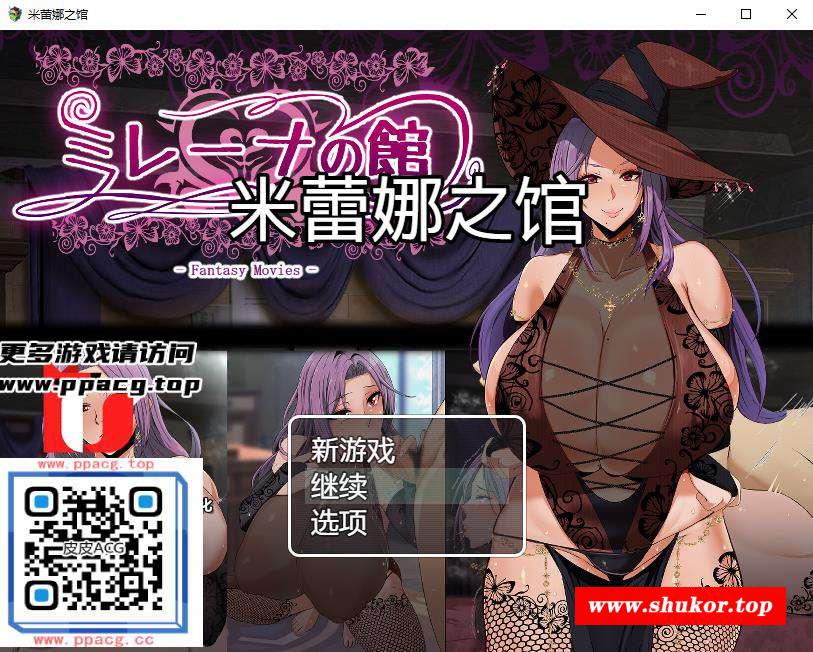 米蕾娜之馆
ミレーナの館
米蕾娜之馆
- Fantasy Movies -
更多游戏请访问
www.ppacg.top
www.ppacg.top
皮皮ACG
www.ppacg.cc
新游戏
继续
选项
www.shukor.top